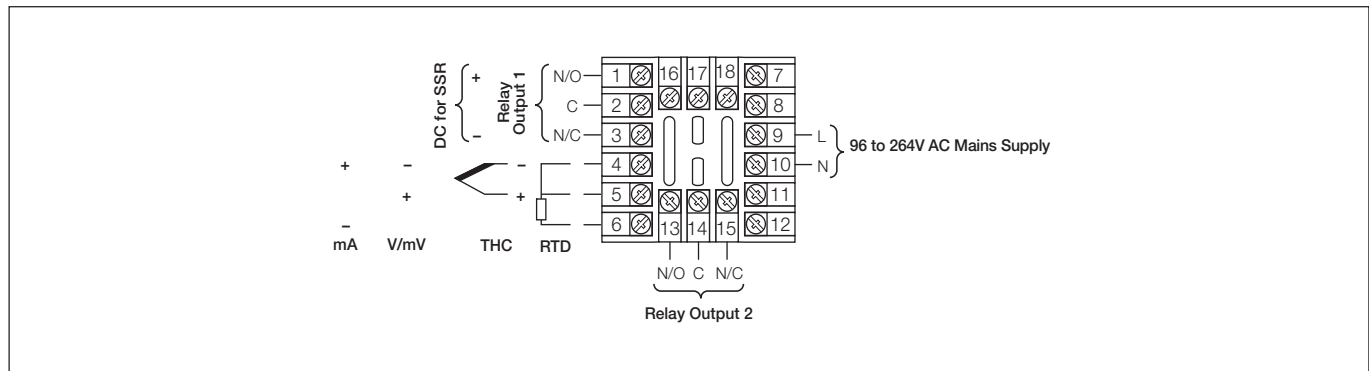 DC for SSR
+
−
Relay
Output 1
N/O
C
N/C
1
2
3
4
5
6
16 17 18
7
8
9
10
11
12
L
N
96 to 264V AC Mains Supply
+ − −
+ +
−
mA V/mV THC RTD
13 14 15
N/O C N/C
Relay Output 2